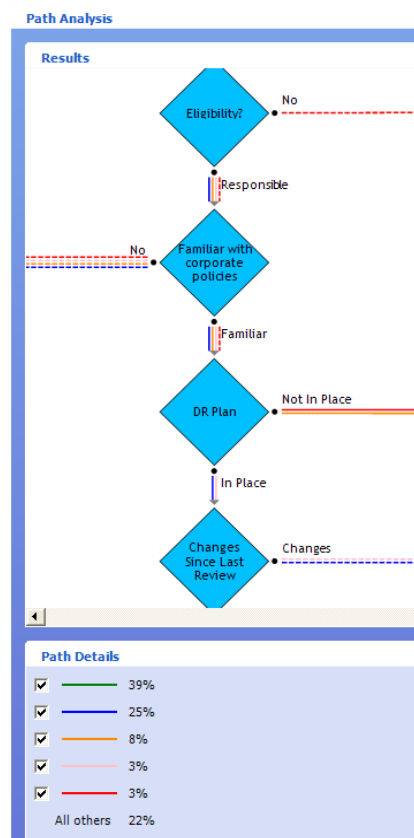 Path Analysis
Results
Eligibility?
No
Responsible
No
Familiar with
corporate
policies
Familiar
DR Plan
Not In Place
In Place
Changes
Since Last
Review
Changes
Path Details
39%
25%
8%
3%
3%
All others 22%